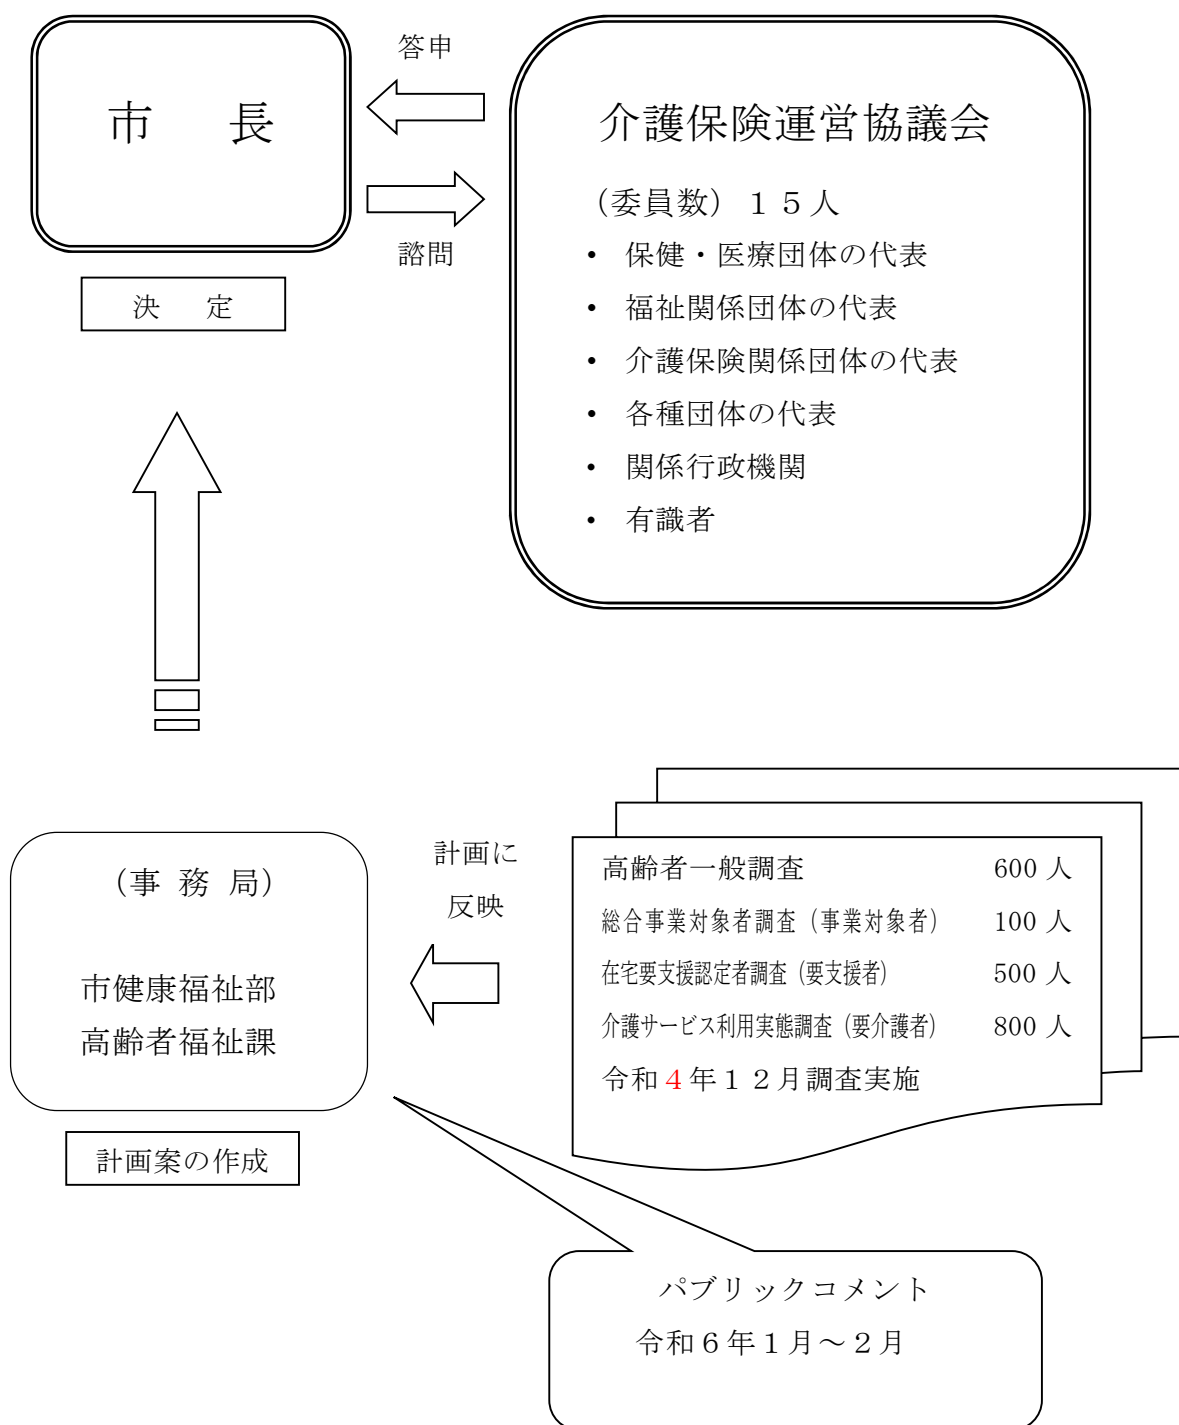 市　長
決　定
答申
諮問
介護保険運営協議会
（委員数）１５人
・ 保健・医療団体の代表
・ 福祉関係団体の代表
・ 介護保険関係団体の代表
・ 各種団体の代表
・ 関係行政機関
・ 有識者
（事 務 局）
市健康福祉部
高齢者福祉課
計画案の作成
計画に
反映
高齢者一般調査 600 人
総合事業対象者調査（事業対象者） 100 人
在宅要支援認定者調査（要支援者） 500 人
介護サービス利用実態調査（要介護者） 800 人
令和４年１２月調査実施
パブリックコメント
令和６年１月～２月